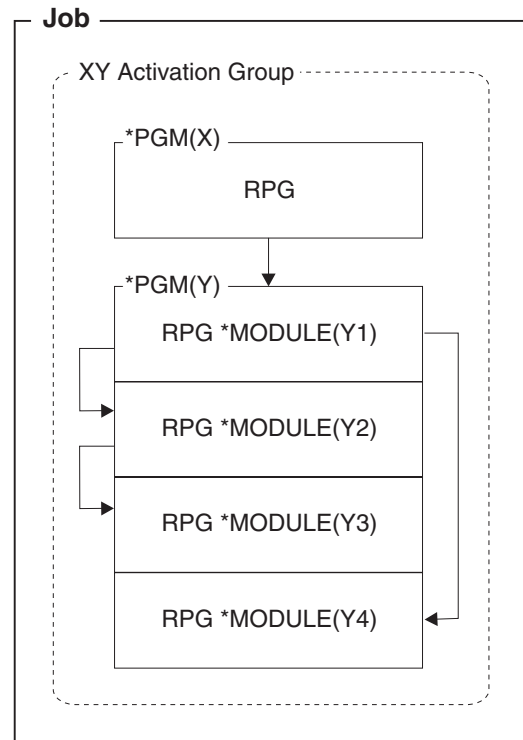 Job
XY Activation Group
*PGM(X)
RPG
*PGM(Y)
RPG *MODULE(Y1)
RPG *MODULE(Y2)
RPG *MODULE(Y3)
RPG *MODULE(Y4)